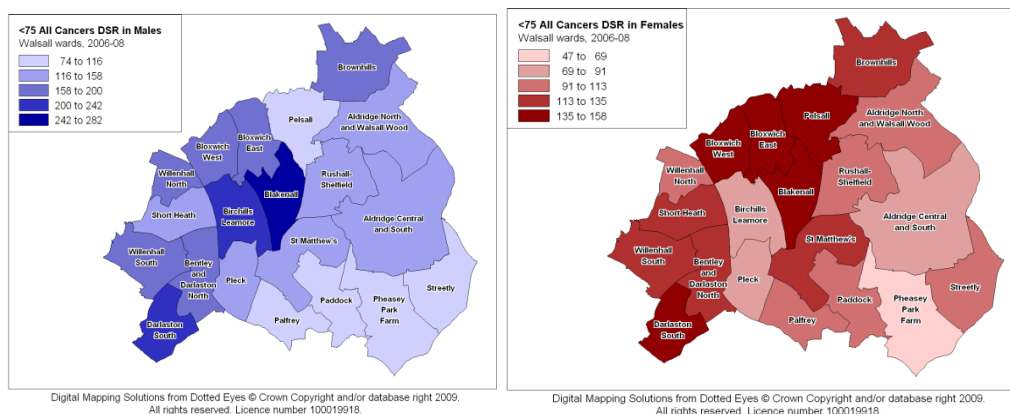 <75 All Cancers DSR in Males
Walsall wards, 2006-08
74 to 116
116 to 158
158 to 200
200 to 242
242 to 282
Brownhills
Pelsall
Aldridge North
and Walsall Wood
Bloxwich
West
Bloxwich
East
Willenhall
North
Rushall-
Shelfield
Blakenall
Short Heath
Birchills
Leamore
Aldridge Central
and South
St Matthew's
Willenhall
South
Bentley
and
Darlaston
North
Pleck
Streetly
Paddock
Pheasey
Park
Farm
Palfrey
Darlaston
South
Digital Mapping Solutions from Dotted Eyes © Crown Copyright and/or database right 2009.
All rights reserved. Licence number 100019918.
<75 All Cancers DSR in Females
Walsall wards, 2006-08
47 to 69
69 to 91
91 to 113
113 to 135
135 to 158
Brownhills
Pelsall
Aldridge North
and Walsall Wood
Bloxwich
West
Bloxwich
East
Willenhall
North
Rushall-
Shelfield
Blakenall
Short Heath
Birchills
Leamore
Aldridge Central
and South
St Matthew's
Willenhall
South
Bentley
and
Darlaston
North
Pleck
Streetly
Paddock
Pheasey
Park
Farm
Palfrey
Darlaston
South
Digital Mapping Solutions from Dotted Eyes © Crown Copyright and/or database right 2009.
All rights reserved. Licence number 100019918.